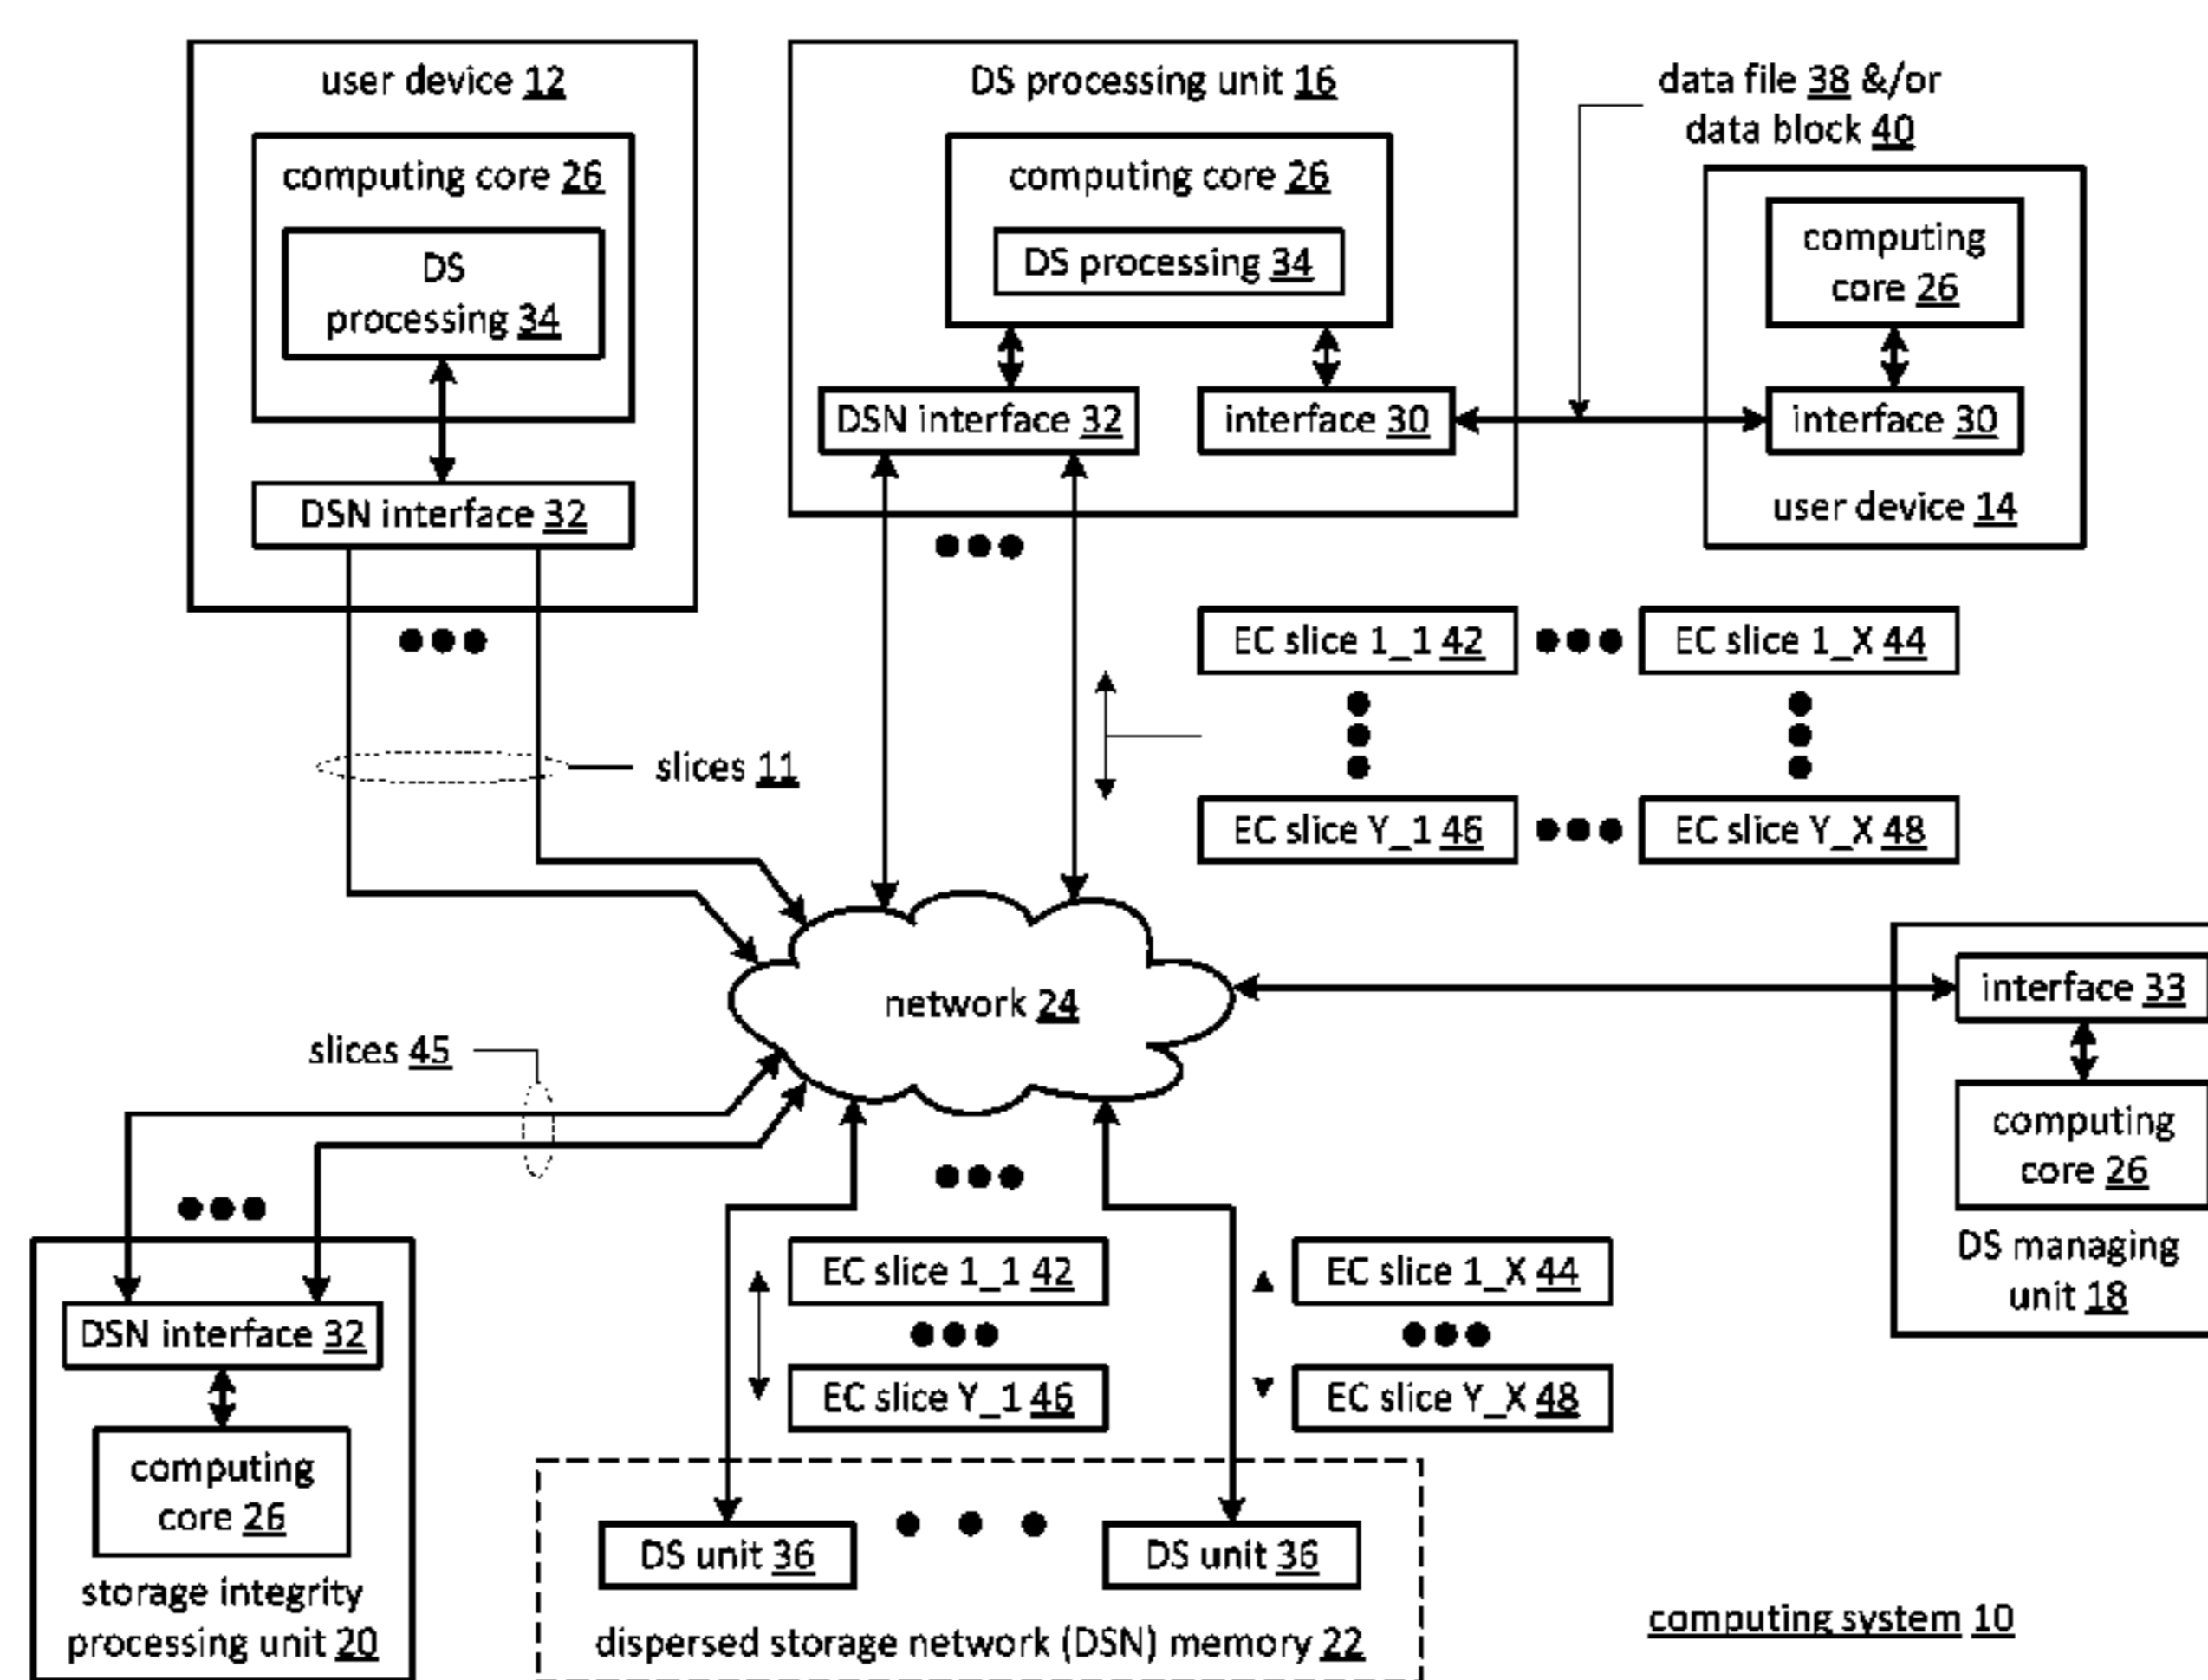 user device 12
computing core 26
DS
processing 34
DSN interface 32
DS processing unit 16
computing core 26
DS processing 34
DSN interface 32
interface 30
data file 38 &/or
data block 40
computing
core 26
interface 30
user device 14
EC slice 1_1 42
EC slice 1_X 44
EC slice Y_1 46
EC slice Y_X 48
slices 11
network 24
interface 33
computing
core 26
DS managing
unit 18
slices 45
DSN interface 32
computing
core 26
storage integrity
processing unit 20
EC slice 1_1 42
EC slice 1_X 44
EC slice Y_1 46
EC slice Y_X 48
DS unit 36
DS unit 36
dispersed storage network (DSN) memory 22
computing system 10